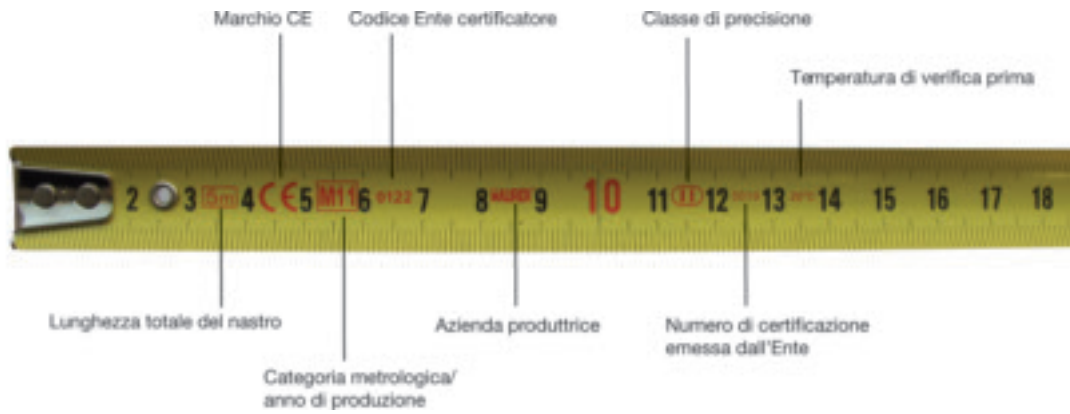 Marchio CE
Codice Ente certificatore
Classe di precisione
Temperatura di verifica prima
2 3 5m 4 CE 5 M11 6 0122 7 8 9 10 11 II 12 13 14 15 16 17 18
Lunghezza totale del nastro
Categoria metrologica/
anno di produzione
Azienda produttrice
Numero di certificazione
emessa dall'Ente